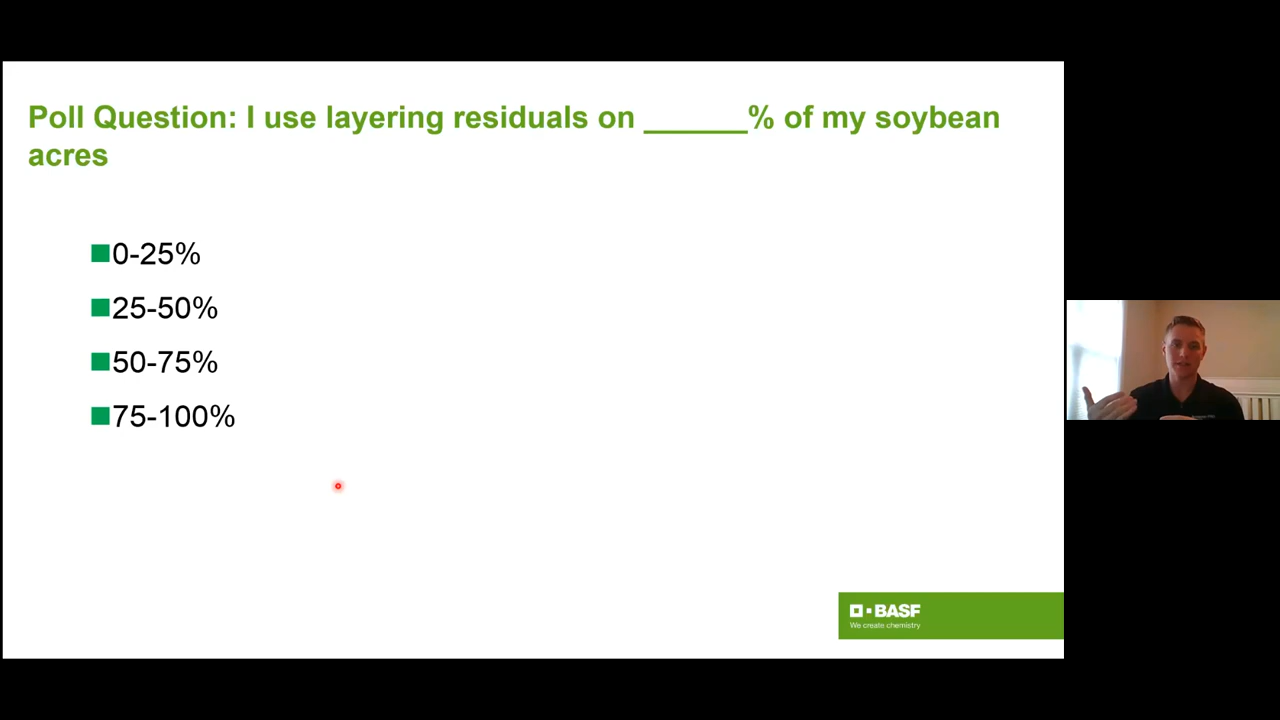 Poll Question: I use layering residuals on ______% of my soybean
acres
0-25%
25-50%
50-75%
75-100%
BASF
We create chemistry